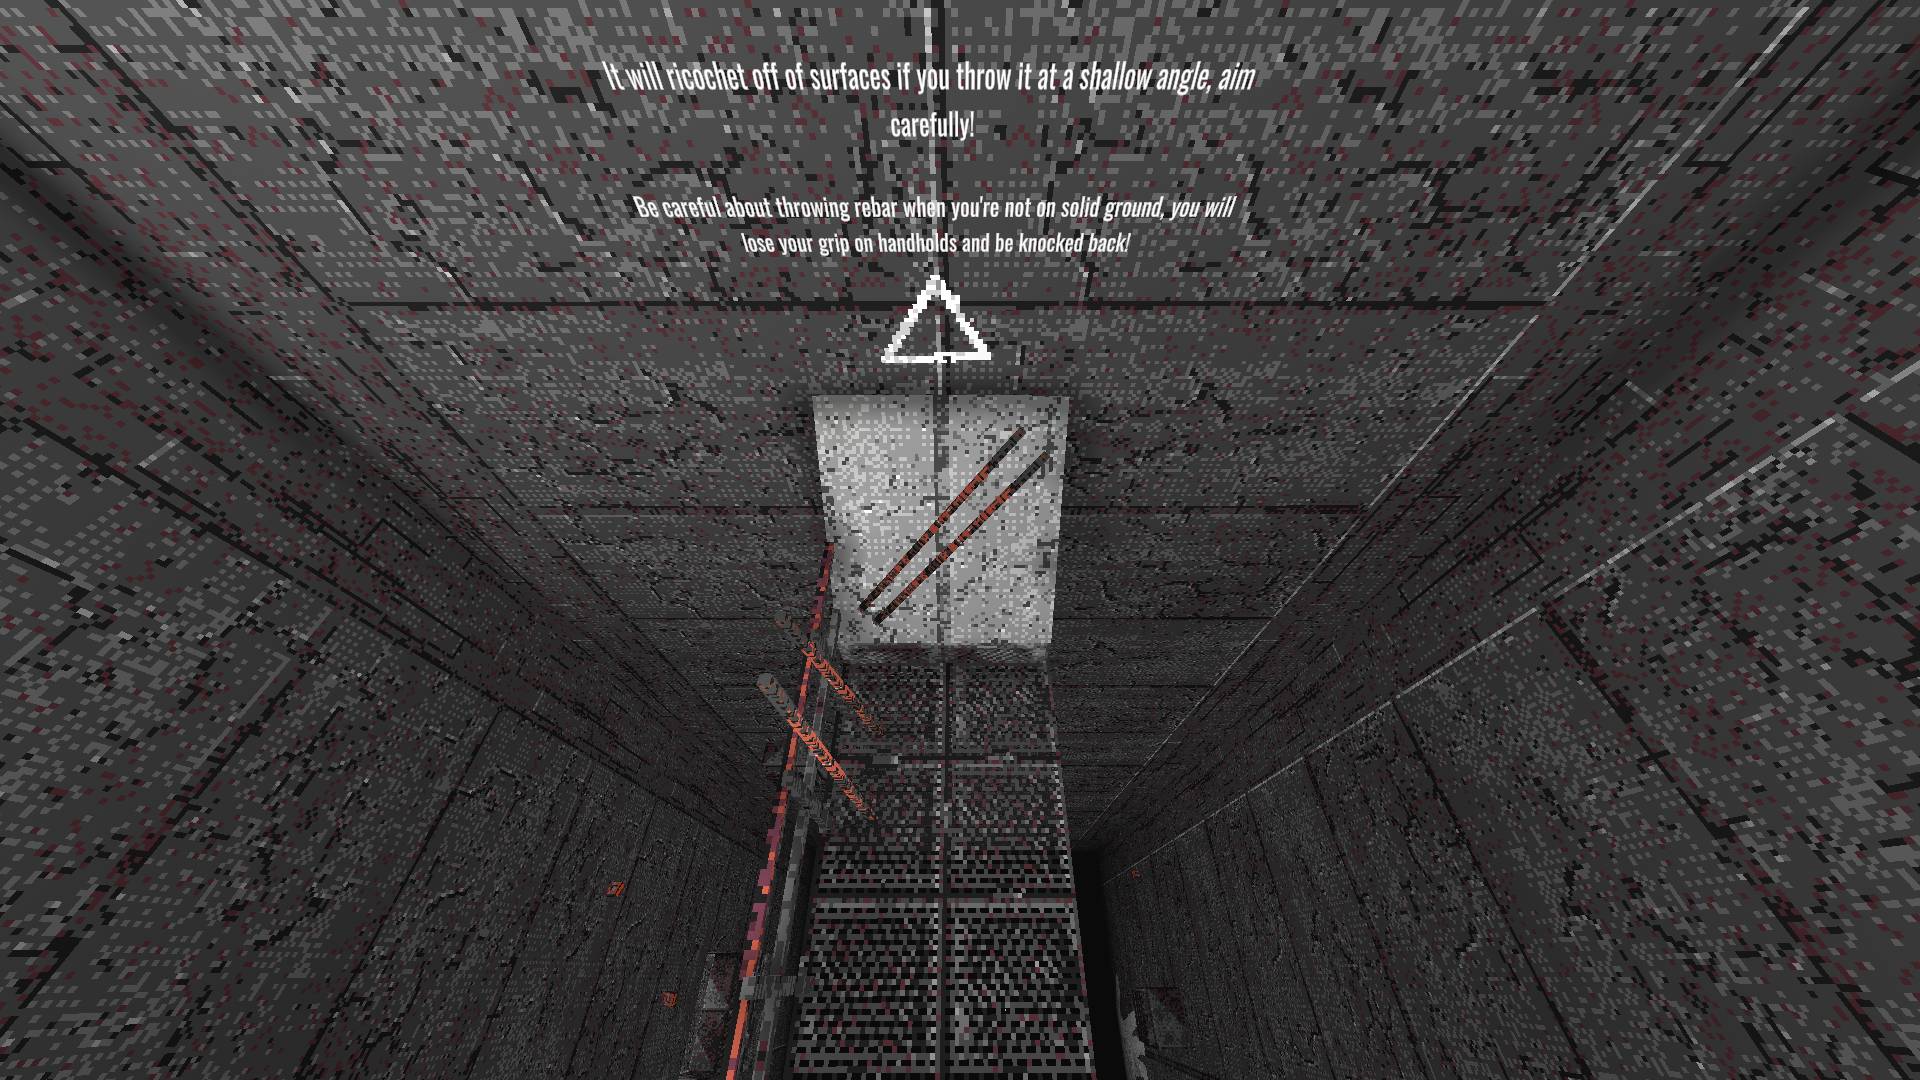 It will ricochet off of surfaces if you throw it at a shallow angle, aim
carefully!
Be careful about throwing rebar when you're not on solid ground, you will
lose your grip on handholds and be knocked back!